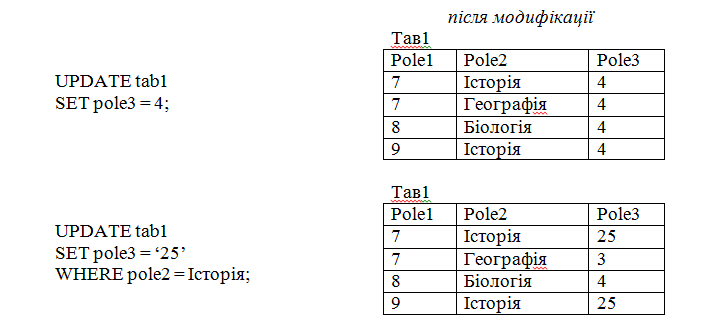 після модифікації
Тав1
Pole1 Pole2 Pole3
UPDATE tab1
SET pole3 = 4;
7 Історія 4
7 Географія 4
8 Біологія 4
9 Історія 4
Тав1
Pole1 Pole2 Pole3
UPDATE tab1
SET pole3 = ‘25’
WHERE pole2 = Історія;
7 Історія 25
7 Географія 3
8 Біологія 4
9 Історія 25